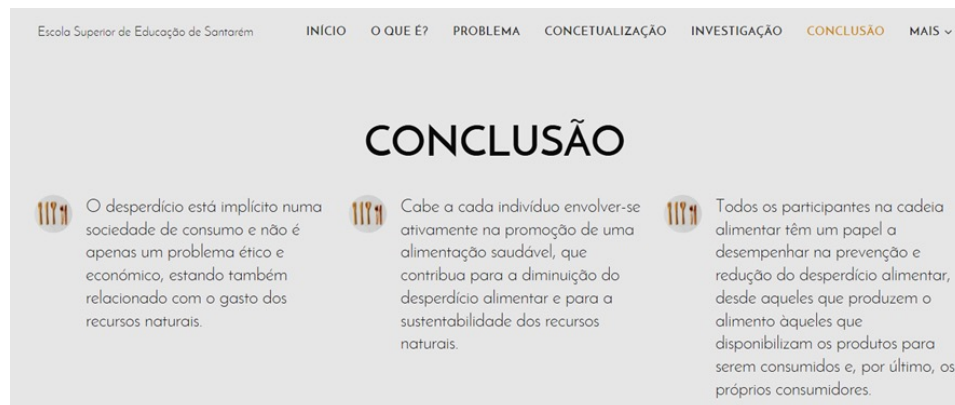 Escola Superior de Educação de Santarém
INÍCIO O QUE É? PROBLEMA CONCETUALIZAÇÃO INVESTIGAÇÃO CONCLUSÃO MAIS
CONCLUSÃO
O desperdício está implícito numa
sociedade de consumo e não é
apenas um problema ético e
económico, estando também
relacionado com o gasto dos
recursos naturais.
Cabe a cada indivíduo envolver-se
ativamente na promoção de uma
alimentação saudável, que
contribua para a diminuição do
desperdício alimentar e para a
sustentabilidade dos recursos
naturais.
Todos os participantes na cadeia
alimentar têm um papel a
desempenhar na prevenção e
redução do desperdício alimentar,
desde aqueles que produzem o
alimento àqueles que
disponibilizam os produtos para
serem consumidos e, por último, os
próprios consumidores.